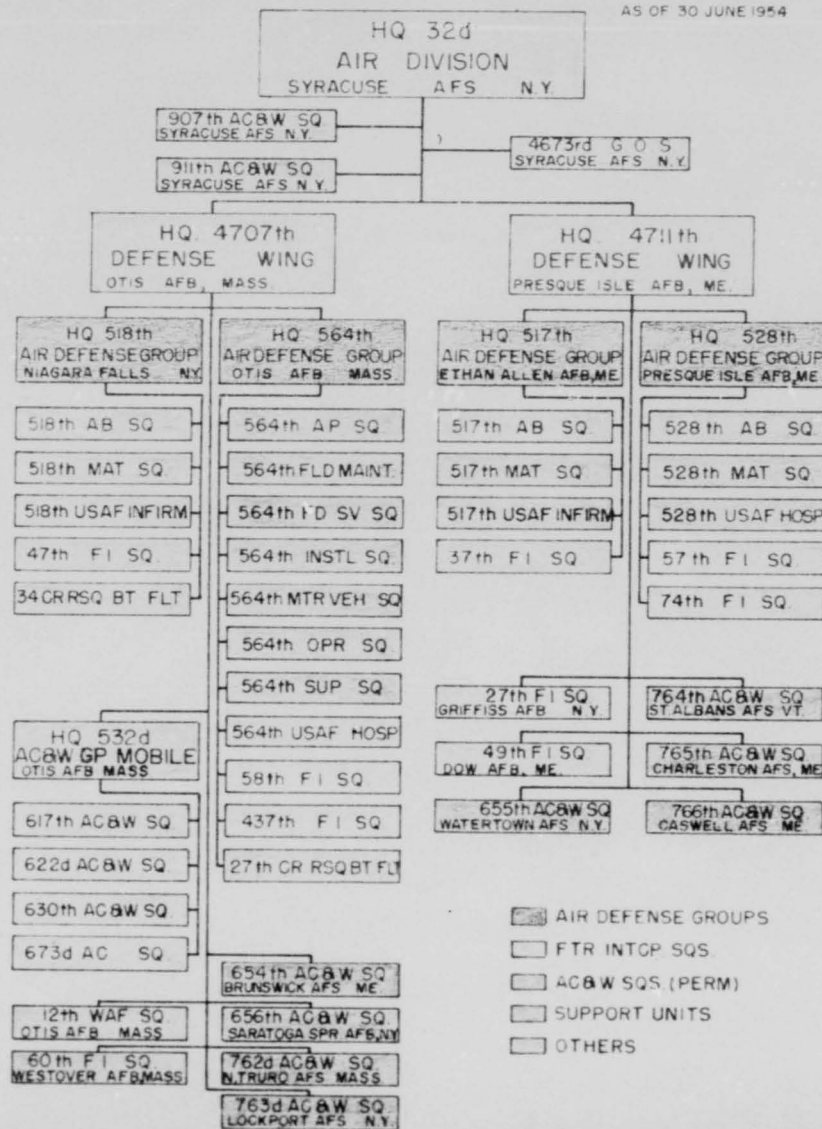 AS OF 30 JUNE 1954
HQ 32d
AIR DIVISION
SYRACUSE AFS N.Y.
907th AC&W SQ
SYRACUSE AFS N.Y.
4673rd G O S
SYRACUSE AFS N.Y.
911th AC&W SQ
SYRACUSE AFS N.Y.
HQ. 4707th
DEFENSE WING
OTIS AFB, MASS.
HQ. 4711th
DEFENSE WING
PRESQUE ISLE AFB, ME.
HQ 518th
AIR DEFENSE GROUP
NIAGARA FALLS N.Y.
HQ 564th
AIR DEFENSE GROUP
OTIS AFB MASS.
HQ 517th
AIR DEFENSE GROUP
ETHAN ALLEN AFB, ME
HQ 528th
AIR DEFENSE GROUP
PRESQUE ISLE AFB, ME
518th AB SQ
518th MAT SQ.
518th USAF INFIRM
47th F I SQ
34 CR RSQ BT FLT
564th AP SQ.
564th FLD MAINT.
564th FD SV SQ
564th INSTL SQ.
564th MTR VEH SQ
564th OPR SQ
564th SUP SQ.
564th USAF HOSP
58th F I SQ
437th F I SQ
27th CR RSQ BT FLT
517th AB SQ.
517th MAT SQ.
517th USAF INFIRM
37th F I SQ
528th AB SQ.
528th MAT SQ
528th USAF HOSP
57th F I SQ
74th F I SQ.
HQ 532d
AC&W GP MOBILE
OTIS AFB MASS
617th AC&W SQ
622d AC&W SQ.
630th AC&W SQ
673d AC SQ
27th F I SQ
GRIFFISS AFB N.Y.
764th AC&W SQ
ST. ALBANS AFS VT.
49th F I SQ
DOW AFB, ME.
765th AC&W SQ
CHARLESTON AFS, ME
655th AC&W SQ
WATERTOWN AFS N.Y.
766th AC&W SQ
CASWELL AFS ME.
654th AC&W SQ
BRUNSWICK AFS ME.
12th WAF SQ.
OTIS AFB MASS
656th AC&W SQ
SARATOGA SPR AFB, NY
60th F I SQ.
WESTOVER AFB, MASS
762d AC&W SQ.
N. TRURO AFS MASS
763d AC&W SQ.
LOCKPORT AFS N.Y.
AIR DEFENSE GROUPS
FTR INTCP SQS
AC&W SQS (PERM)
SUPPORT UNITS
OTHERS